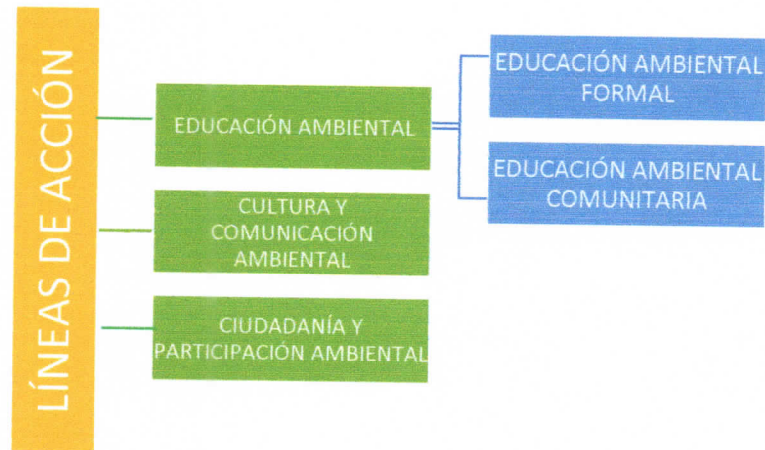 LÍNEAS DE ACCIÓN
EDUCACIÓN AMBIENTAL
EDUCACIÓN AMBIENTAL
FORMAL
EDUCACIÓN AMBIENTAL
COMUNITARIA
CULTURA Y
COMUNICACIÓN
AMBIENTAL
CIUDADANÍA Y
PARTICIPACIÓN AMBIENTAL